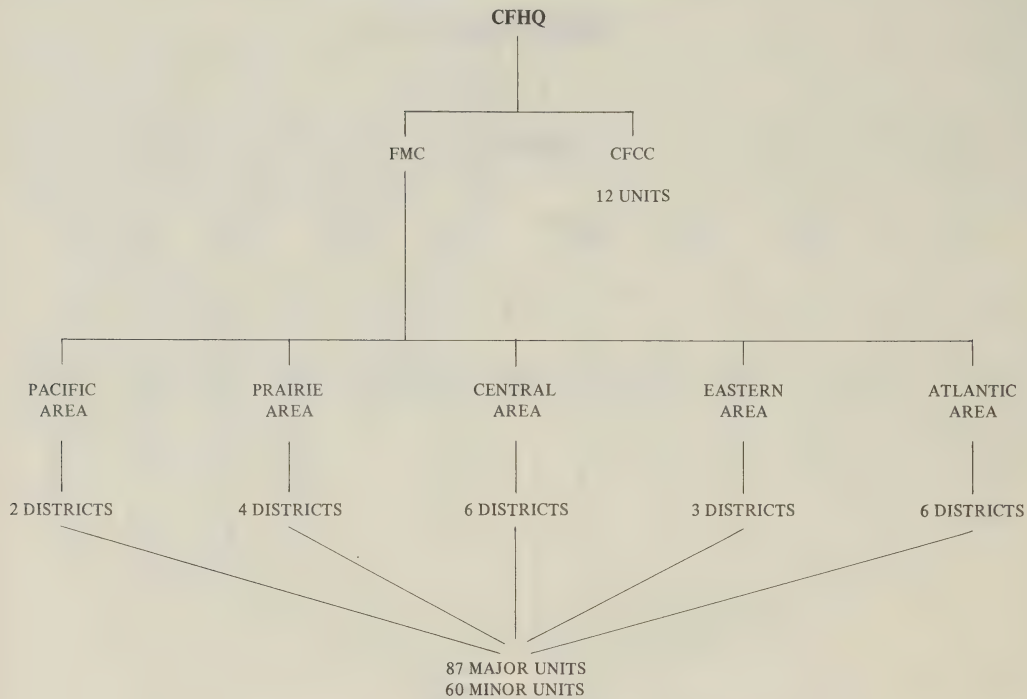 CFHQ
FMC
CFCC
12 UNITS
PACIFIC
AREA
PRAIRIE
AREA
CENTRAL
AREA
EASTERN
AREA
ATLANTIC
AREA
2 DISTRICTS
4 DISTRICTS
6 DISTRICTS
3 DISTRICTS
6 DISTRICTS
87 MAJOR UNITS
60 MINOR UNITS